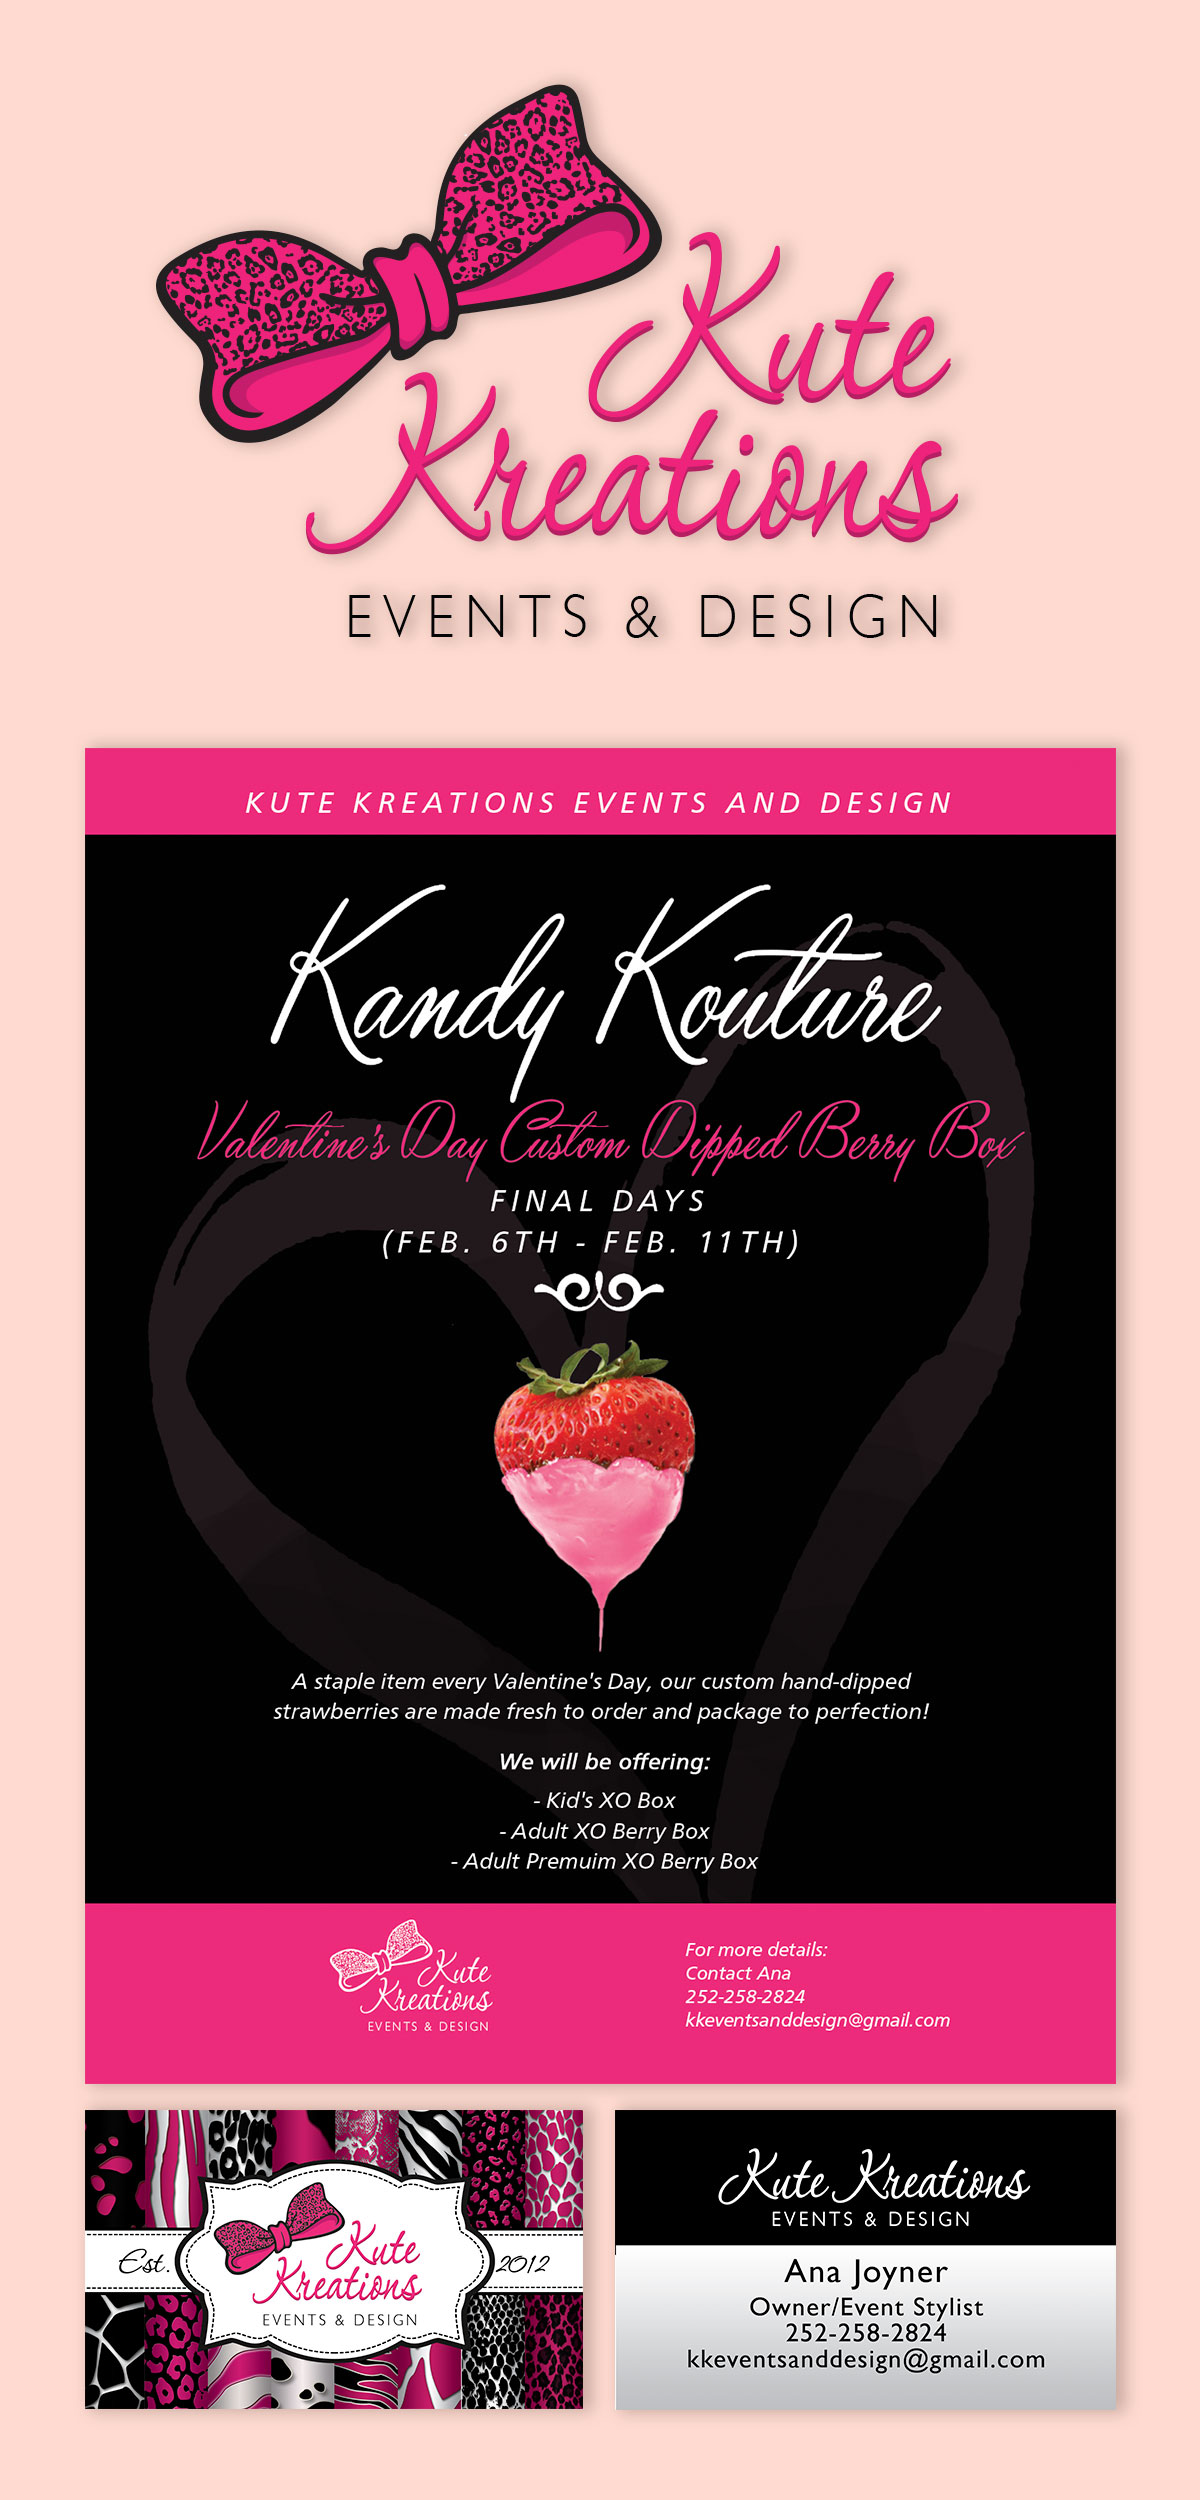 Kute
Kreations
EVENTS & DESIGN
KUTE KREATIONS EVENTS AND DESIGN
Kandy Kouture
Valentine's Day Custom Dipped Berry Box
FINAL DAYS
(FEB. 6TH - FEB. 11TH)
A staple item every Valentine's Day, our custom hand-dipped
strawberries are made fresh to order and package to perfection!
We will be offering:
- Kid's XO Box
- Adult XO Berry Box
- Adult Premuim XO Berry Box
Kute
Kreations
EVENTS & DESIGN
For more details:
Contact Ana
252-258-2824
kkeventsanddesign@gmail.com
Est. 2012
Kute
Kreations
EVENTS & DESIGN
Kute Kreations
EVENTS & DESIGN
Ana Joyner
Owner/Event Stylist
252-258-2824
kkeventsanddesign@gmail.com